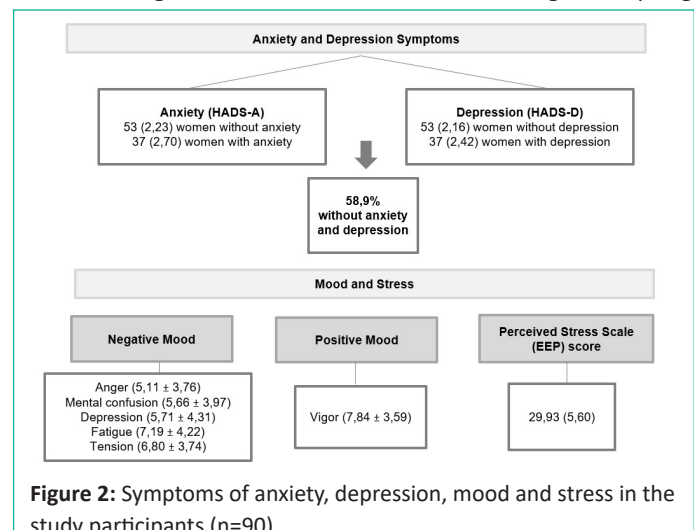 Anxiety and Depression Symptoms
Anxiety (HADS-A)
53 (2,23) women without anxiety
37 (2,70) women with anxiety
Depression (HADS-D)
53 (2,16) women without depression
37 (2,42) women with depression
58,9%
without anxiety
and depression
Mood and Stress
Negative Mood
Anger (5,11 ± 3,76)
Mental confusion (5,66 ± 3,97)
Depression (5,71 ± 4,31)
Fatigue (7,19 ± 4,22)
Tension (6,80 ± 3,74)
Positive Mood
Vigor (7,84 ± 3,59)
Perceived Stress Scale
(EEP) score
29,93 (5,60)
Figure 2: Symptoms of anxiety, depression, mood and stress in the
study participants (n=90)